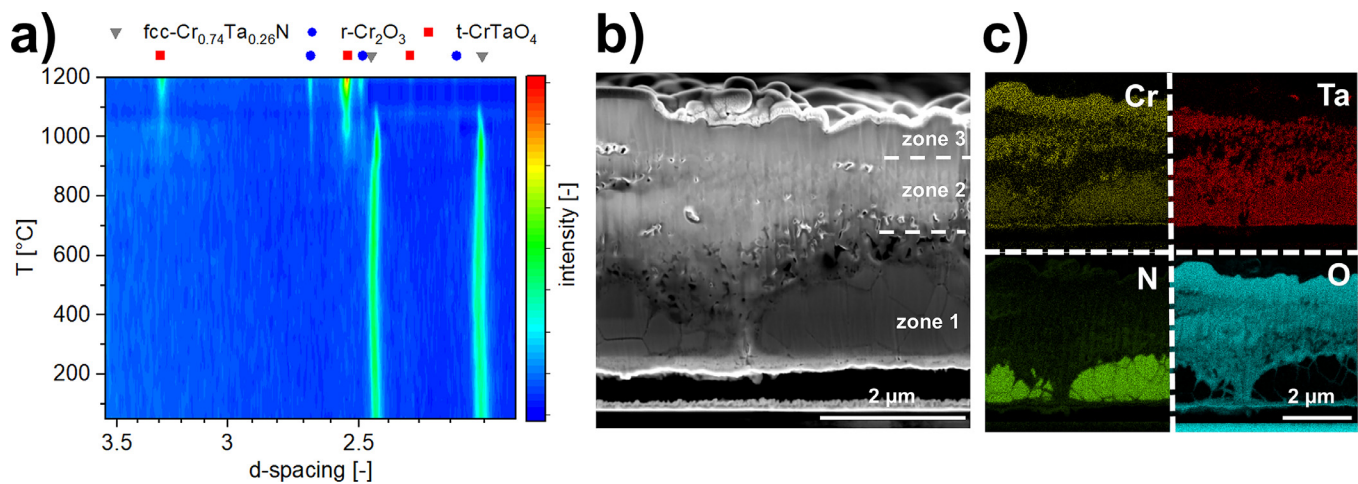 a)
fcc-Cr0.74Ta0.26N r-Cr2O3 t-CrTaO4
1200
1000
800
600
400
200
T [°C]
3.5 3 2.5
d-spacing [-]
intensity [-]
b)
zone 3
zone 2
zone 1
2 µm
c)
Cr Ta
N O
2 µm